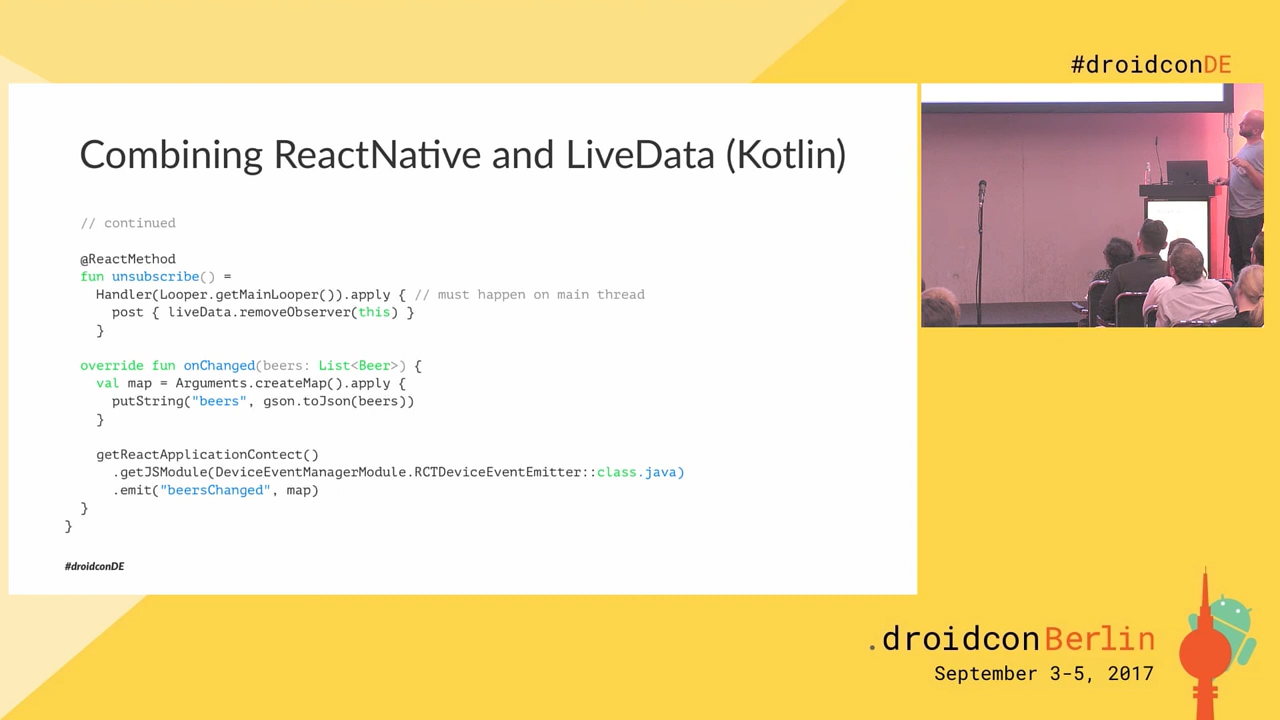 #droidconDE
Combining ReactNative and LiveData (Kotlin)
// continued
@ReactMethod
fun unsubscribe() =
Handler(Looper.getMainLooper()).apply { // must happen on main thread
post { liveData.removeObserver(this) }
}
override fun onChanged(beers: List<Beer>) {
val map = Arguments.createMap().apply {
putString("beers", gson.toJson(beers))
}
getReactApplicationContect()
.getJSModule(DeviceEventManagerModule.RCTDeviceEventEmitter::class.java)
.emit("beersChanged", map)
}
}
#droidconDE
.droidconBerlin
September 3-5, 2017